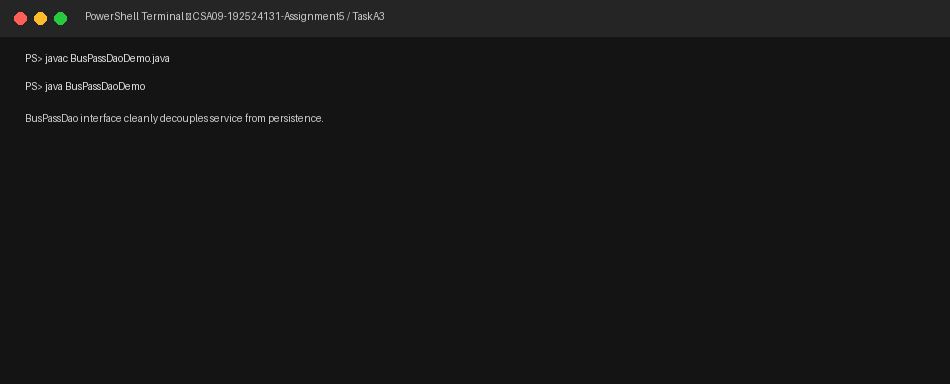 PowerShell Terminal ▯ CSA09-192524131-Assignment5 / TaskA3
PS> javac BusPassDaoDemo.java
PS> java BusPassDaoDemo
BusPassDao interface cleanly decouples service from persistence.